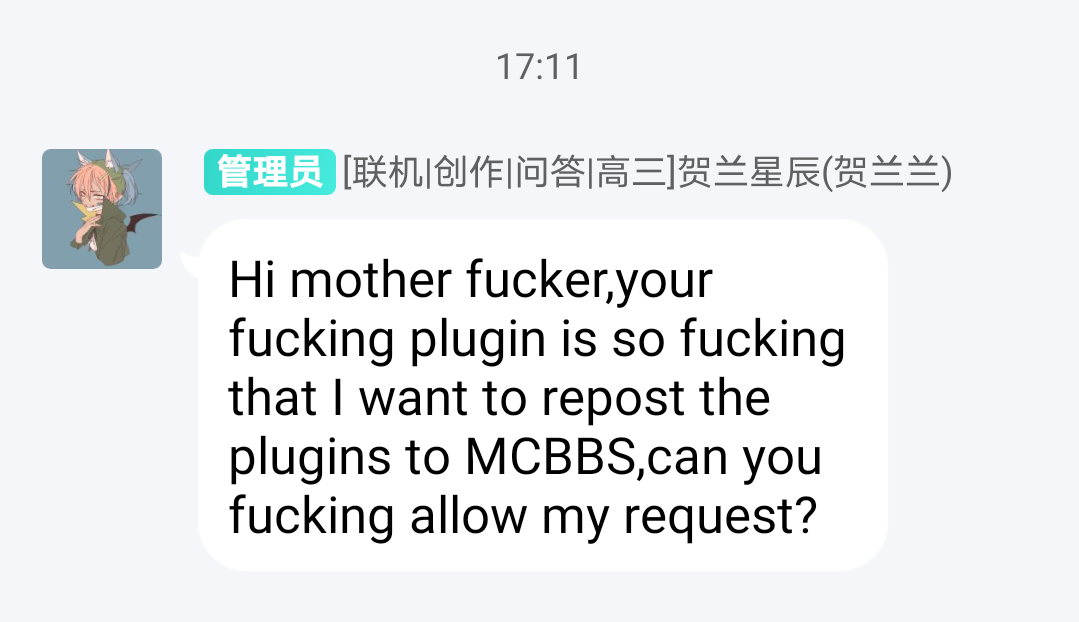 17:11
管理员 [联机|创作|问答|高三]贺兰星辰(贺兰兰)
Hi mother fucker,your
fucking plugin is so fucking
that I want to repost the
plugins to MCBBS,can you
fucking allow my request?